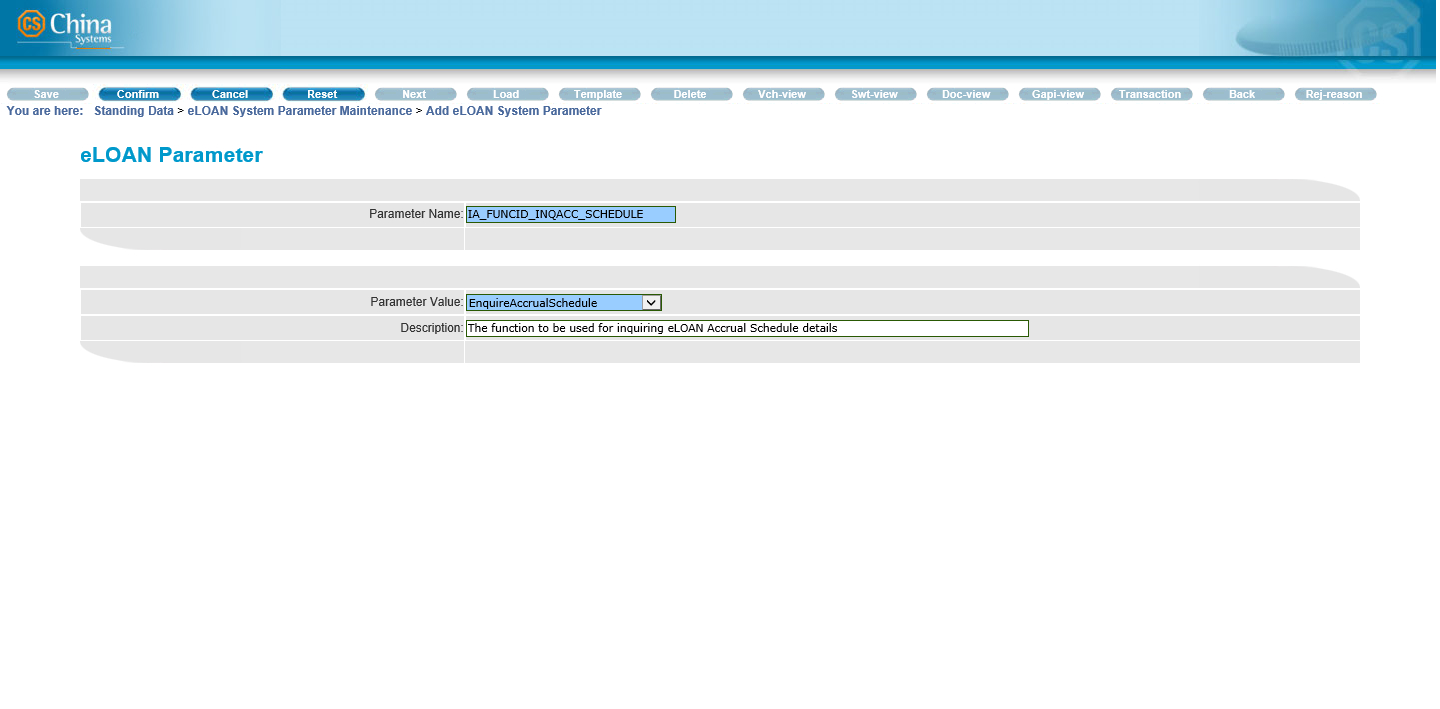 CS China
Systems
Save Confirm Cancel Reset Next Load Template Delete Vch-view Swt-view Doc-view Gapi-view Transaction Back Rej-reason
You are here: Standing Data > eLOAN System Parameter Maintenance > Add eLOAN System Parameter
eLOAN Parameter
Parameter Name: IA_FUNCID_INQACC_SCHEDULE
Parameter Value: EnquireAccrualSchedule
Description: The function to be used for inquiring eLOAN Accrual Schedule details